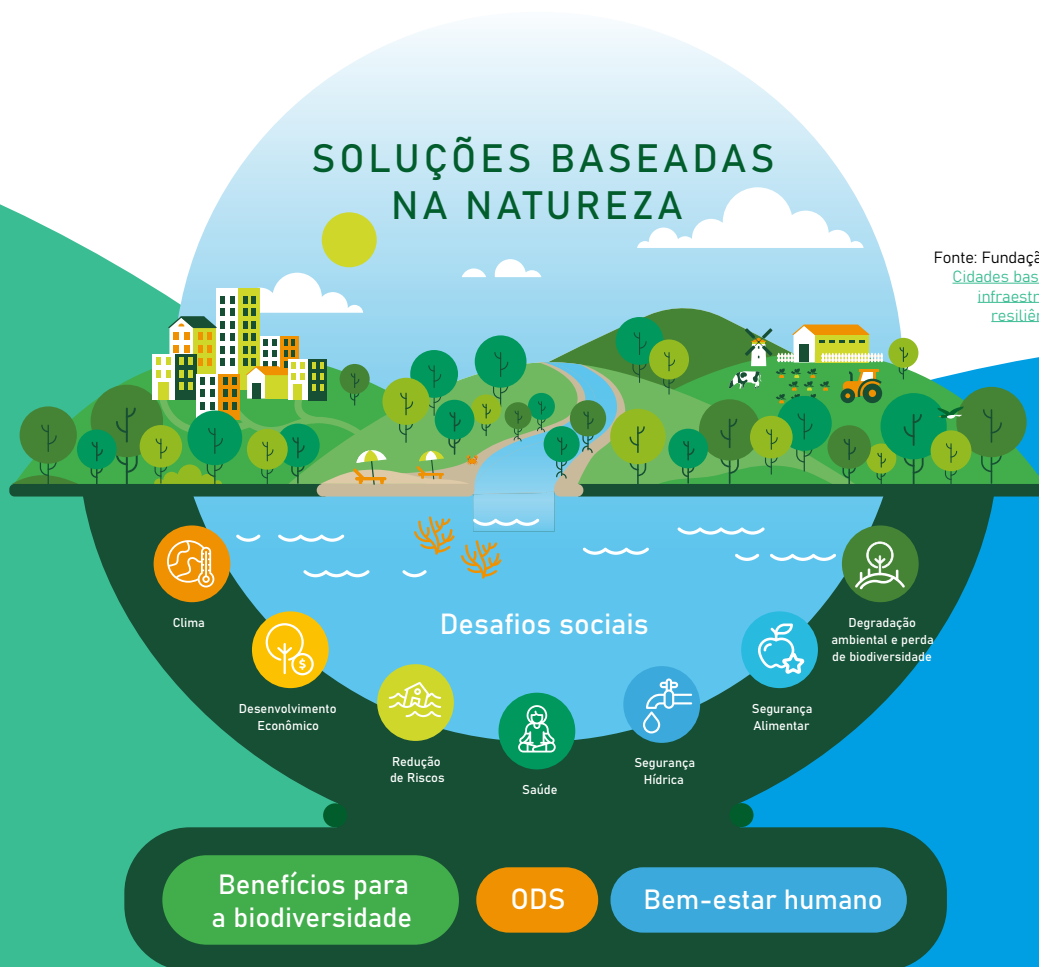 SOLUÇÕES BASEADAS
NA NATUREZA
Fonte: Fundaçã
Cidades bas
infraestr
resiliên
Desafios sociais
Clima
Desenvolvimento
Econômico
Redução
de Riscos
Saúde
Segurança
Hídrica
Segurança
Alimentar
Degradação
ambiental e perda
de biodiversidade
$
Benefícios para
a biodiversidade
ODS
Bem-estar humano